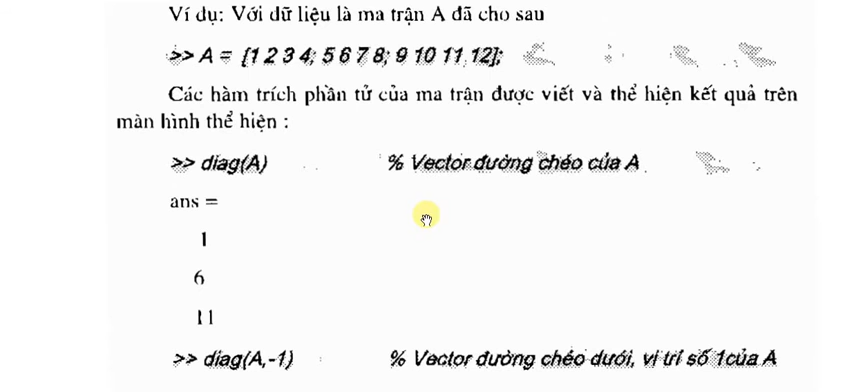 Ví dụ: Với dữ liệu là ma trận A đã cho sau
>> A = [1 2 3 4; 5 6 7 8; 9 10 11 12];
Các hàm trích phần tử của ma trận được viết và thể hiện kết quả trên
màn hình thể hiện :
>> diag(A) % Vector đường chéo của A
ans =
1
6
11
>> diag(A,-1) % Vector đường chéo dưới, vị trí số 1của A